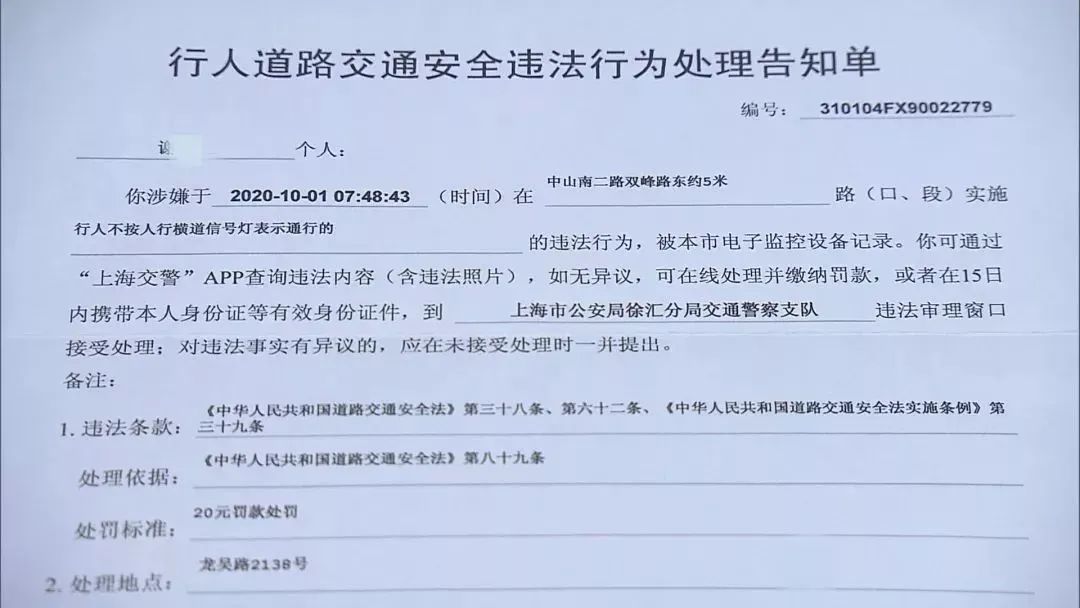 行人道路交通安全违法行为处理告知单
编号： 310104FX90022779
谢 个人：
你涉嫌于 2020-10-01 07:48:43 （时间）在 中山南二路双峰路东约5米 路（口、段）实施
行人不按人行横道信号灯表示通行的 的违法行为，被本市电子监控设备记录。你可通过
“上海交警”APP查询违法内容（含违法照片），如无异议，可在线处理并缴纳罚款，或者在15日
内携带本人身份证等有效身份证件，到 上海市公安局徐汇分局交通警察支队 违法审理窗口
接受处理；对违法事实有异议的，应在未接受处理时一并提出。
备注：
1. 违法条款： 《中华人民共和国道路交通安全法》第三十八条、第六十二条、《中华人民共和国道路交通安全法实施条例》第
三十九条
处理依据： 《中华人民共和国道路交通安全法》第八十九条
处罚标准： 20元罚款处罚
2. 处理地点： 龙吴路2138号